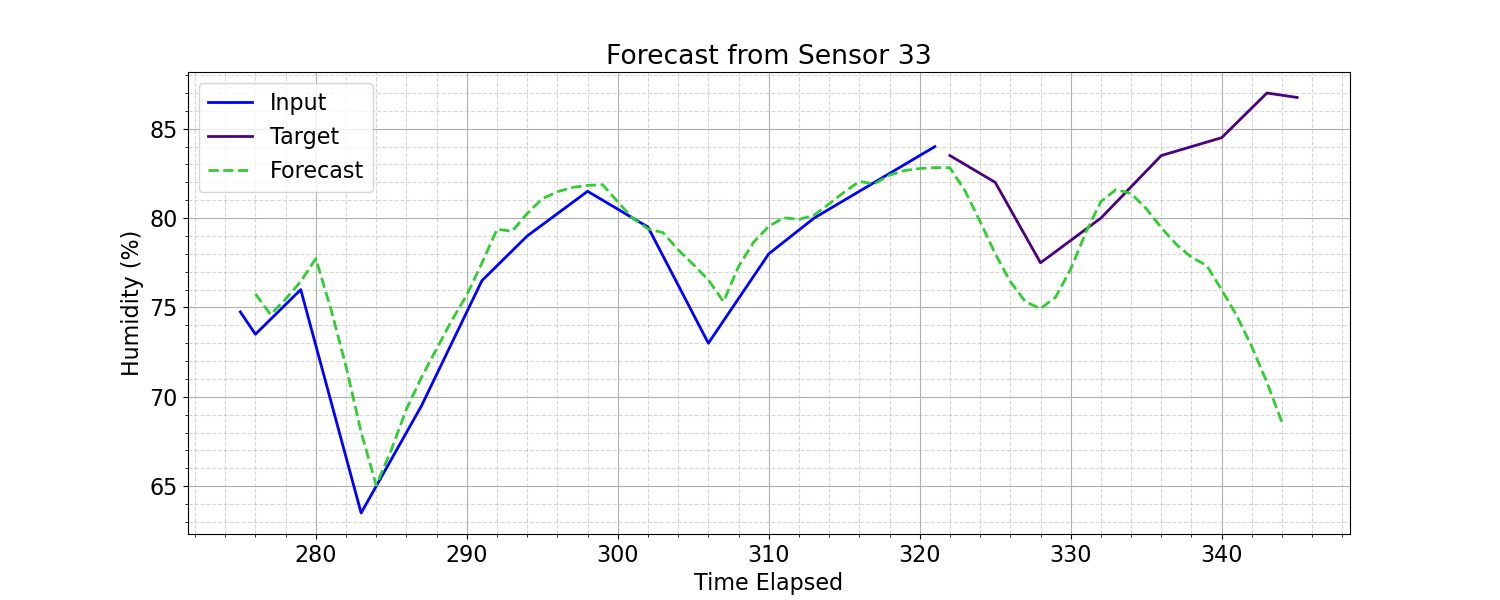 Forecast from Sensor 33
Input
Target
Forecast
85
80
75
70
65
Humidity (%)
280 290 300 310 320 330 340
Time Elapsed